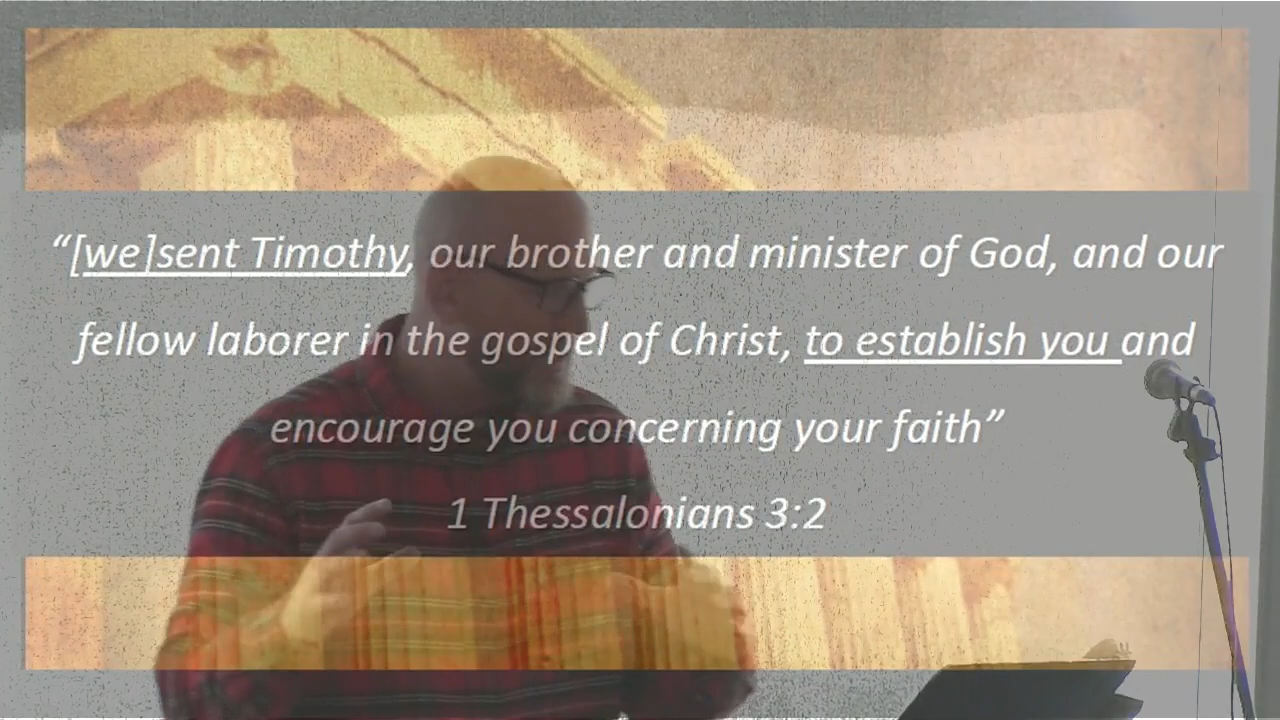 “[we]sent Timothy, our brother and minister of God, and our
fellow laborer in the gospel of Christ, to establish you and
encourage you concerning your faith”
1 Thessalonians 3:2